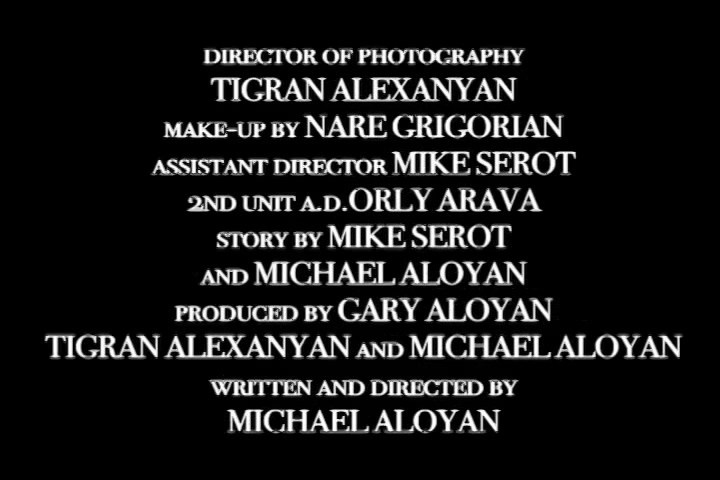 DIRECTOR OF PHOTOGRAPHY
TIGRAN ALEXANYAN
MAKE-UP BY NARE GRIGORIAN
ASSISTANT DIRECTOR MIKE SEROT
2ND UNIT A.D.ORLY ARAVA
STORY BY MIKE SEROT
AND MICHAEL ALOYAN
PRODUCED BY GARY ALOYAN
TIGRAN ALEXANYAN AND MICHAEL ALOYAN
WRITTEN AND DIRECTED BY
MICHAEL ALOYAN